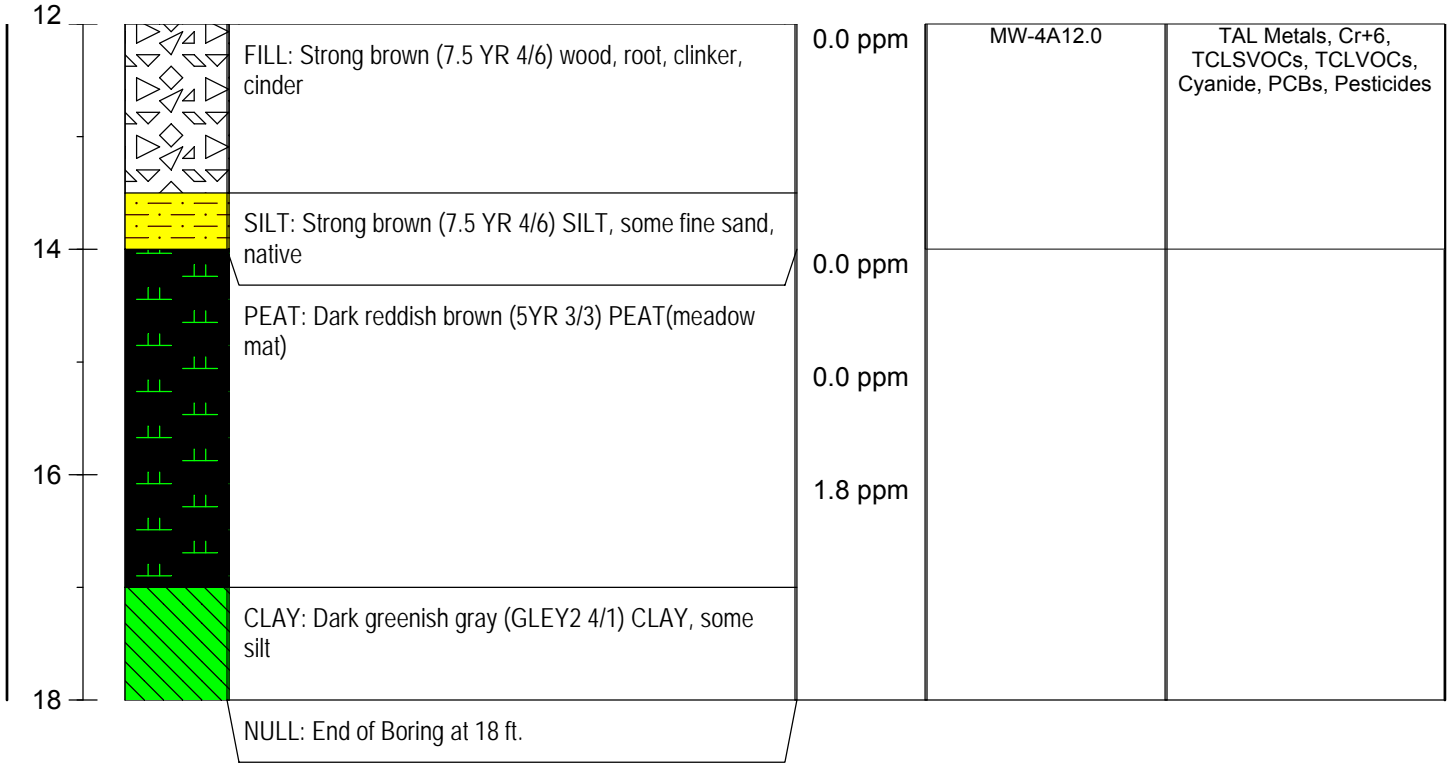 12
FILL: Strong brown (7.5 YR 4/6) wood, root, clinker,
cinder
0.0 ppm
MW-4A12.0
TAL Metals, Cr+6,
TCLSVOCs, TCLVOCs,
Cyanide, PCBs, Pesticides
SILT: Strong brown (7.5 YR 4/6) SILT, some fine sand,
native
14
0.0 ppm
PEAT: Dark reddish brown (5YR 3/3) PEAT(meadow
mat)
0.0 ppm
16
1.8 ppm
CLAY: Dark greenish gray (GLEY2 4/1) CLAY, some
silt
18
NULL: End of Boring at 18 ft.